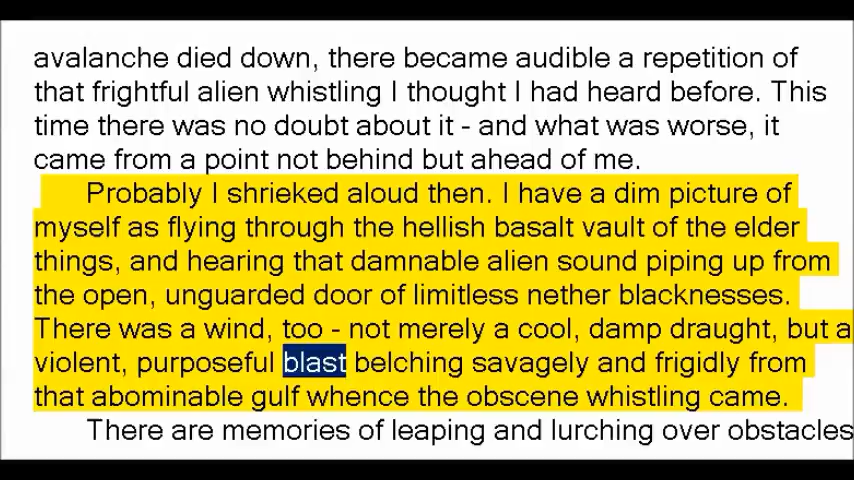 avalanche died down, there became audible a repetition of
that frightful alien whistling I thought I had heard before. This
time there was no doubt about it - and what was worse, it
came from a point not behind but ahead of me.
Probably I shrieked aloud then. I have a dim picture of
myself as flying through the hellish basalt vault of the elder
things, and hearing that damnable alien sound piping up from
the open, unguarded door of limitless nether blacknesses.
There was a wind, too - not merely a cool, damp draught, but a
violent, purposeful blast belching savagely and frigidly from
that abominable gulf whence the obscene whistling came.
There are memories of leaping and lurching over obstacles